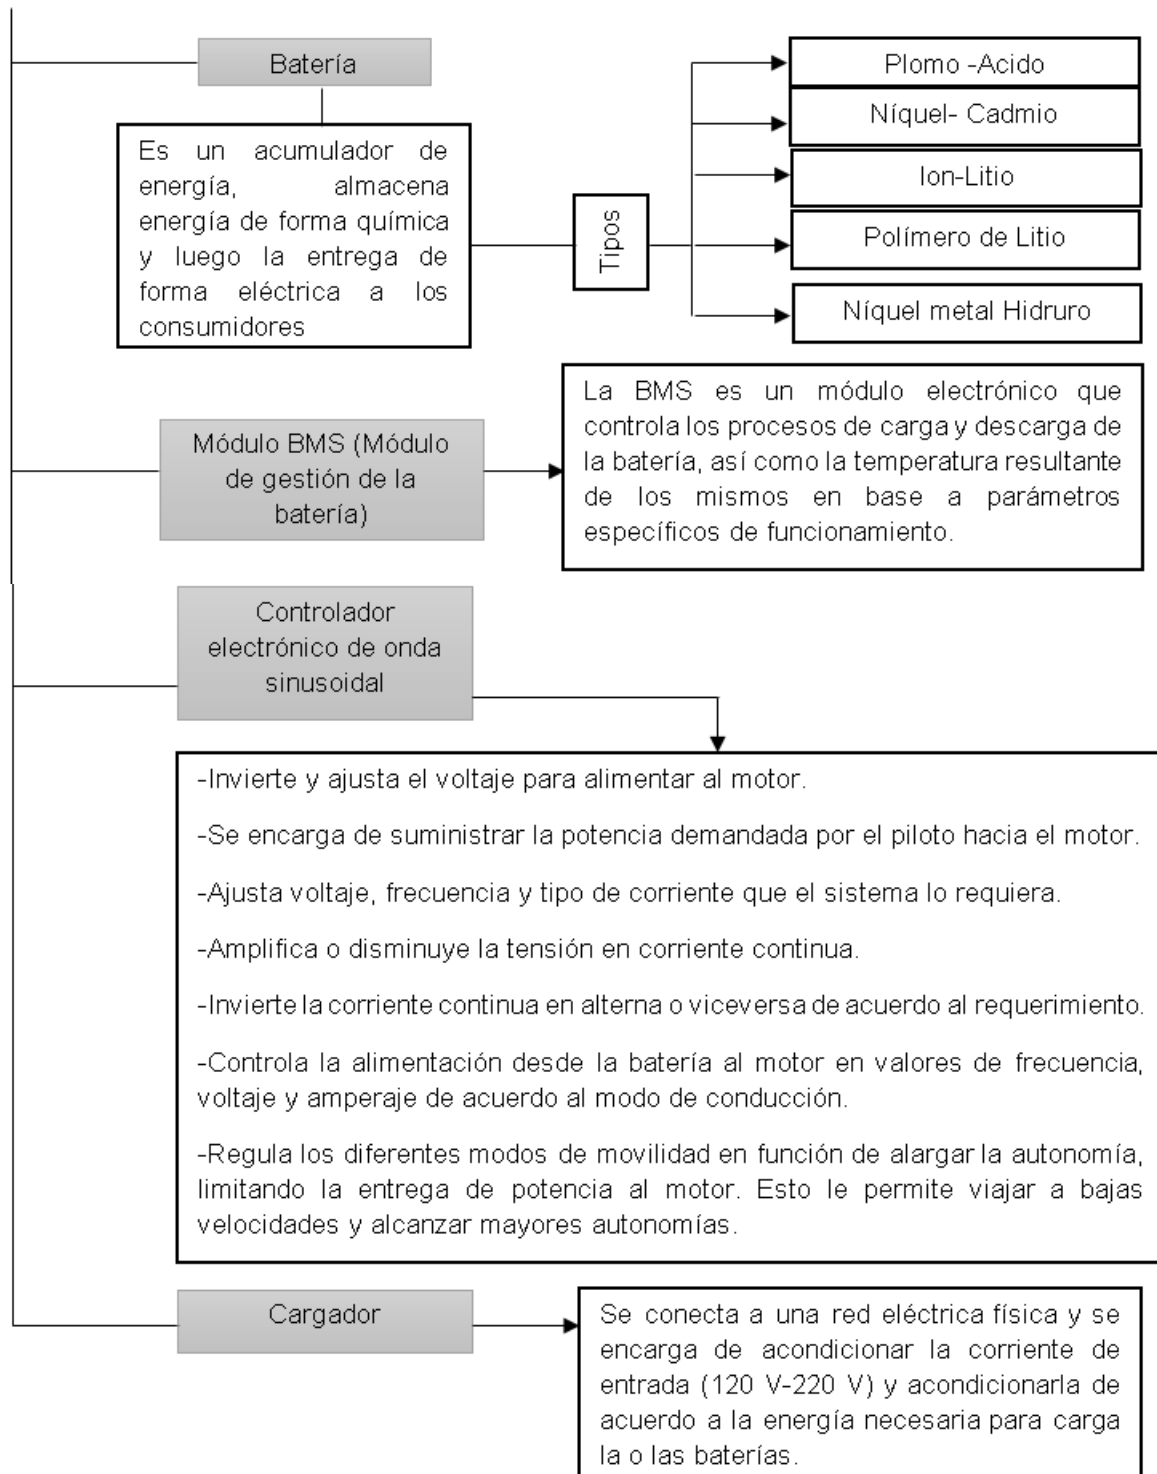 Batería
Es un acumulador de
energía, almacena
energía de forma química
y luego la entrega de
forma eléctrica a los
consumidores
Tipos
Plomo -Acido
Níquel- Cadmio
Ion-Litio
Polímero de Litio
Níquel metal Hidruro
Módulo BMS (Módulo
de gestión de la
batería)
La BMS es un módulo electrónico que
controla los procesos de carga y descarga de
la batería, así como la temperatura resultante
de los mismos en base a parámetros
específicos de funcionamiento.
Controlador
electrónico de onda
sinusoidal
-Invierte y ajusta el voltaje para alimentar al motor.
-Se encarga de suministrar la potencia demandada por el piloto hacia el motor.
-Ajusta voltaje, frecuencia y tipo de corriente que el sistema lo requiera.
-Amplifica o disminuye la tensión en corriente continua.
-Invierte la corriente continua en alterna o viceversa de acuerdo al requerimiento.
-Controla la alimentación desde la batería al motor en valores de frecuencia,
voltaje y amperaje de acuerdo al modo de conducción.
-Regula los diferentes modos de movilidad en función de alargar la autonomía,
limitando la entrega de potencia al motor. Esto le permite viajar a bajas
velocidades y alcanzar mayores autonomías.
Cargador
Se conecta a una red eléctrica física y se
encarga de acondicionar la corriente de
entrada (120 V-220 V) y acondicionarla de
acuerdo a la energía necesaria para carga
la o las baterías.